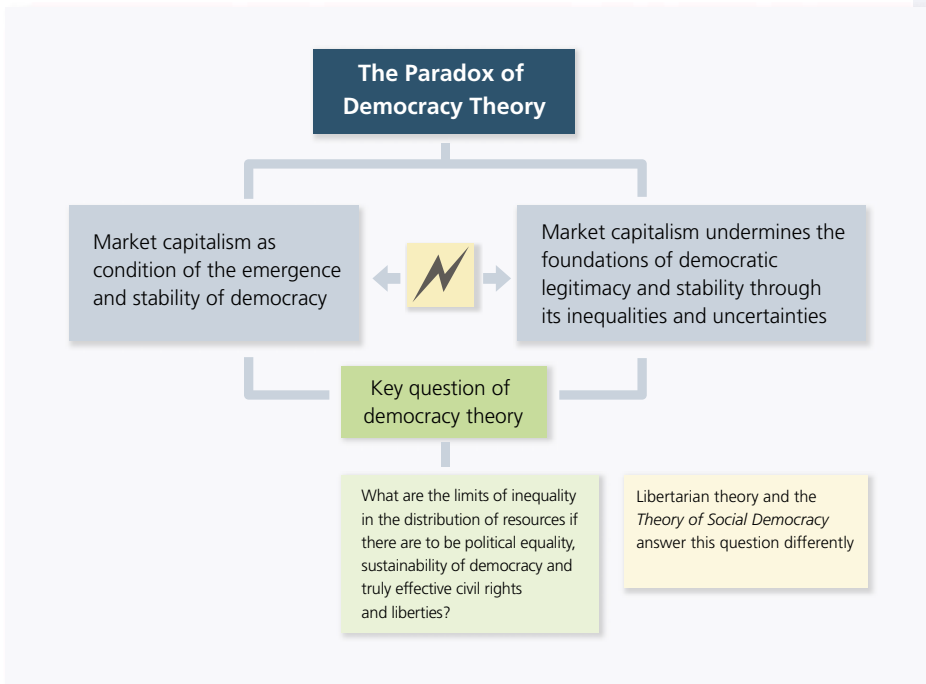 The Paradox of
Democracy Theory
Market capitalism as
condition of the emergence
and stability of democracy
Market capitalism undermines the
foundations of democratic
legitimacy and stability through
its inequalities and uncertainties
Key question of
democracy theory
What are the limits of inequality
in the distribution of resources if
there are to be political equality,
sustainability of democracy and
truly effective civil rights
and liberties?
Libertarian theory and the
Theory of Social Democracy
answer this question differently